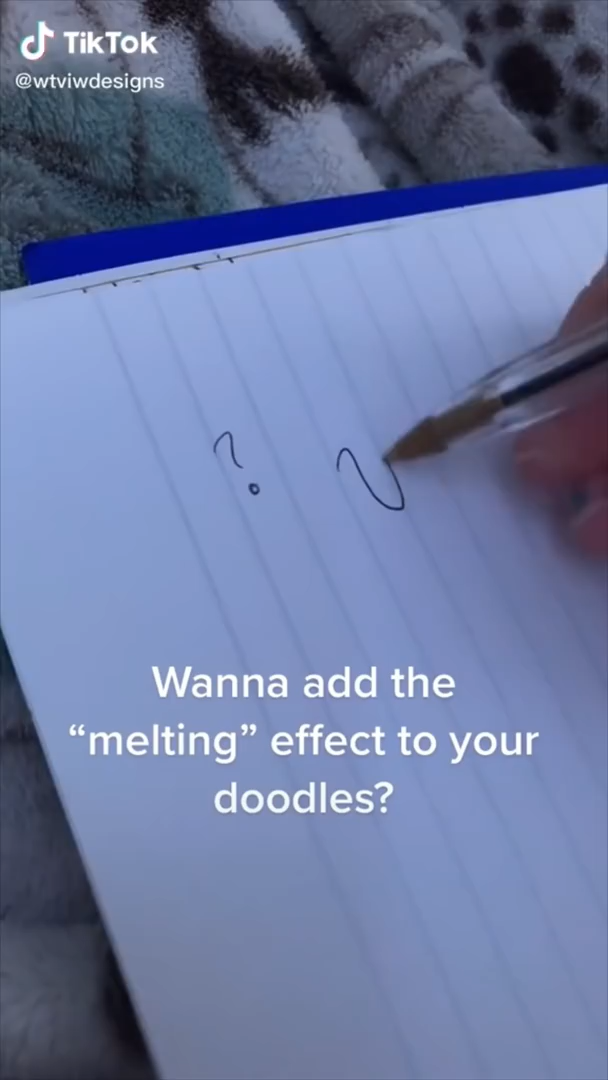 TikTok
@wtviwdesigns
?
Wanna add the
“melting” effect to your
doodles?